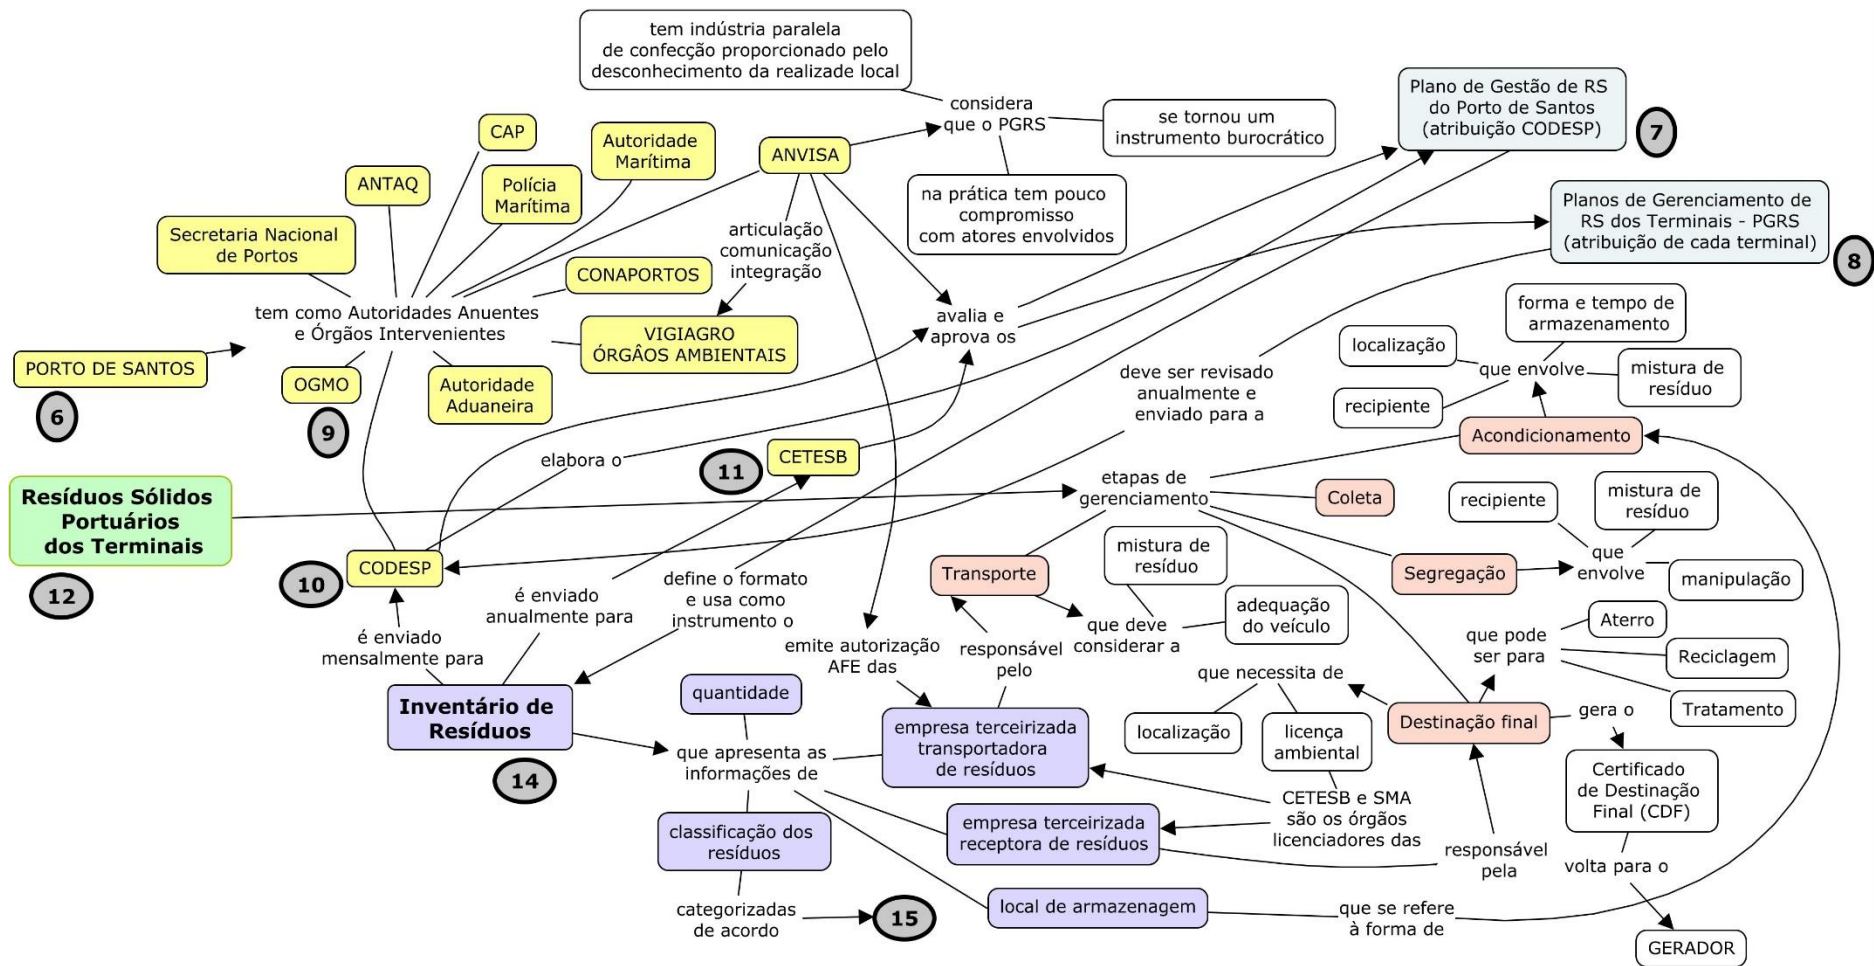 tem indústria paralela
de confecção proporcionado pelo
desconhecimento da realizade local
considera
que o PGRS
se tornou um
instrumento burocrático
na prática tem pouco
compromisso
com atores envolvidos
Plano de Gestão de RS
do Porto de Santos
(atribuição CODESP)
7
Planos de Gerenciamento de
RS dos Terminais - PGRS
(atribuição de cada terminal)
8
CAP
Autoridade
Marítima
ANVISA
ANTAQ
Polícia
Marítima
Secretaria Nacional
de Portos
articulação
comunicação
integração
CONAPORTOS
tem como Autoridades Anuentes
e Órgãos Intervenientes
VIGIAGRO
ÓRGÂOS AMBIENTAIS
avalia e
aprova os
PORTO DE SANTOS
6
OGMO
9
Autoridade
Aduaneira
deve ser revisado
anualmente e
enviado para a
forma e tempo de
armazenamento
localização
que envolve
mistura de
resíduo
recipiente
Acondicionamento
elabora o
11
CETESB
Resíduos Sólidos
Portuários
dos Terminais
12
etapas de
gerenciamento
Coleta
recipiente
mistura de
resíduo
que
envolve
manipulação
Segregação
10
CODESP
é enviado
mensalmente para
é enviado
anualmente para
define o formato
e usa como
instrumento o
Transporte
mistura de
resíduo
adequação
do veículo
que deve
considerar a
emite autorização
AFE das
responsável
pelo
que pode
ser para
Aterro
Reciclagem
Tratamento
Inventário de
Resíduos
14
quantidade
que apresenta as
informações de
empresa terceirizada
transportadora
de resíduos
que necessita de
localização
licença
ambiental
Destinação final
gera o
Certificado
de Destinação
Final (CDF)
CETESB e SMA
são os órgãos
licenciadores das
classificação dos
resíduos
empresa terceirizada
receptora de resíduos
responsável
pela
volta para o
categorizadas
de acordo
15
local de armazenagem
que se refere
à forma de
GERADOR